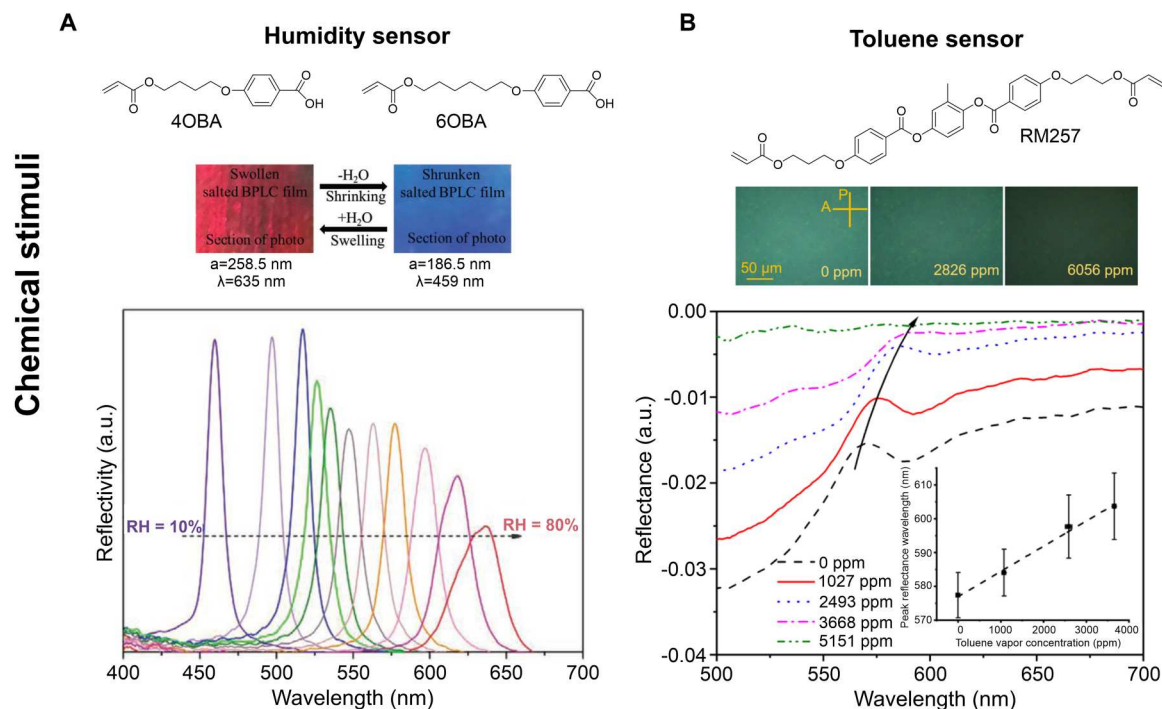 Chemical stimuli
A
Humidity sensor
O
O
O
O
OH
4OBA
O
O
O
O
OH
6OBA
Swollen
salted BPLC film
Section of photo
-H2O
Shrinking
+H2O
Swelling
Shrunken
salted BPLC film
Section of photo
a=258.5 nm
λ=635 nm
a=186.5 nm
λ=459 nm
Reflectivity (a.u.)
RH = 10%
RH = 80%
400 450 500 550 600 650 700
Wavelength (nm)
B
Toluene sensor
O
O
O
O
O
O
O
O
O
O
RM257
P
A
50 µm
0 ppm
2826 ppm
6056 ppm
Reflectance (a.u.)
0.00
-0.01
-0.02
-0.03
-0.04
0 ppm
1027 ppm
2493 ppm
3668 ppm
5151 ppm
Peak reflectance wavelength (nm)
610
600
590
580
570
0 1000 2000 3000 4000
Toluene vapor concentration (ppm)
500 550 600 650 700
Wavelength (nm)